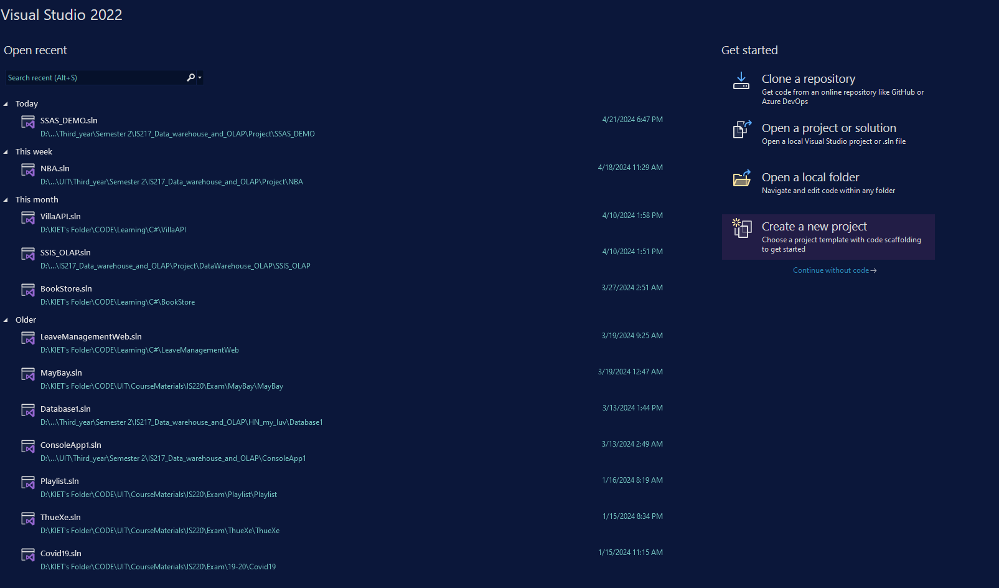 Visual Studio 2022
Open recent
Search recent (Alt+S)
Today
SSAS_DEMO.sln 4/21/2024 6:47 PM
D:\...\Third_year\Semester 2\IS217_Data_warehouse_and_OLAP\Project\SSAS_DEMO
This week
NBA.sln 4/18/2024 11:29 AM
D:\...\UIT\Third_year\Semester 2\IS217_Data_warehouse_and_OLAP\Project\NBA
This month
VillaAPI.sln 4/10/2024 1:58 PM
D:\KIET's Folder\CODE\Learning\C#\VillaAPI
SSIS_OLAP.sln 4/10/2024 1:51 PM
D:\...\IS217_Data_warehouse_and_OLAP\Project\DataWarehouse_OLAP\SSIS_OLAP
BookStore.sln 3/27/2024 2:51 AM
D:\KIET's Folder\CODE\Learning\C#\BookStore
Older
LeaveManagementWeb.sln 3/19/2024 9:25 AM
D:\KIET's Folder\CODE\Learning\C#\LeaveManagementWeb
MayBay.sln 3/19/2024 12:47 AM
D:\KIET's Folder\CODE\UIT\CourseMaterials\IS220\Exam\MayBay\MayBay
Database1.sln 3/13/2024 1:44 PM
D:\...\Third_year\Semester 2\IS217_Data_warehouse_and_OLAP\HN_my_luv\Database1
ConsoleApp1.sln 3/13/2024 2:49 AM
D:\...\UIT\Third_year\Semester 2\IS217_Data_warehouse_and_OLAP\ConsoleApp1
Playlist.sln 1/16/2024 8:19 AM
D:\KIET's Folder\CODE\UIT\CourseMaterials\IS220\Exam\Playlist\Playlist
ThueXe.sln 1/15/2024 8:34 PM
D:\KIET's Folder\CODE\UIT\CourseMaterials\IS220\Exam\ThueXe\ThueXe
Covid19.sln 1/15/2024 11:15 AM
D:\KIET's Folder\CODE\UIT\CourseMaterials\IS220\Exam\19-20\Covid19
Get started
Clone a repository
Get code from an online repository like GitHub or
Azure DevOps
Open a project or solution
Open a local Visual Studio project or .sln file
Open a local folder
Navigate and edit code within any folder
Create a new project
Choose a project template with code scaffolding
to get started
Continue without code →